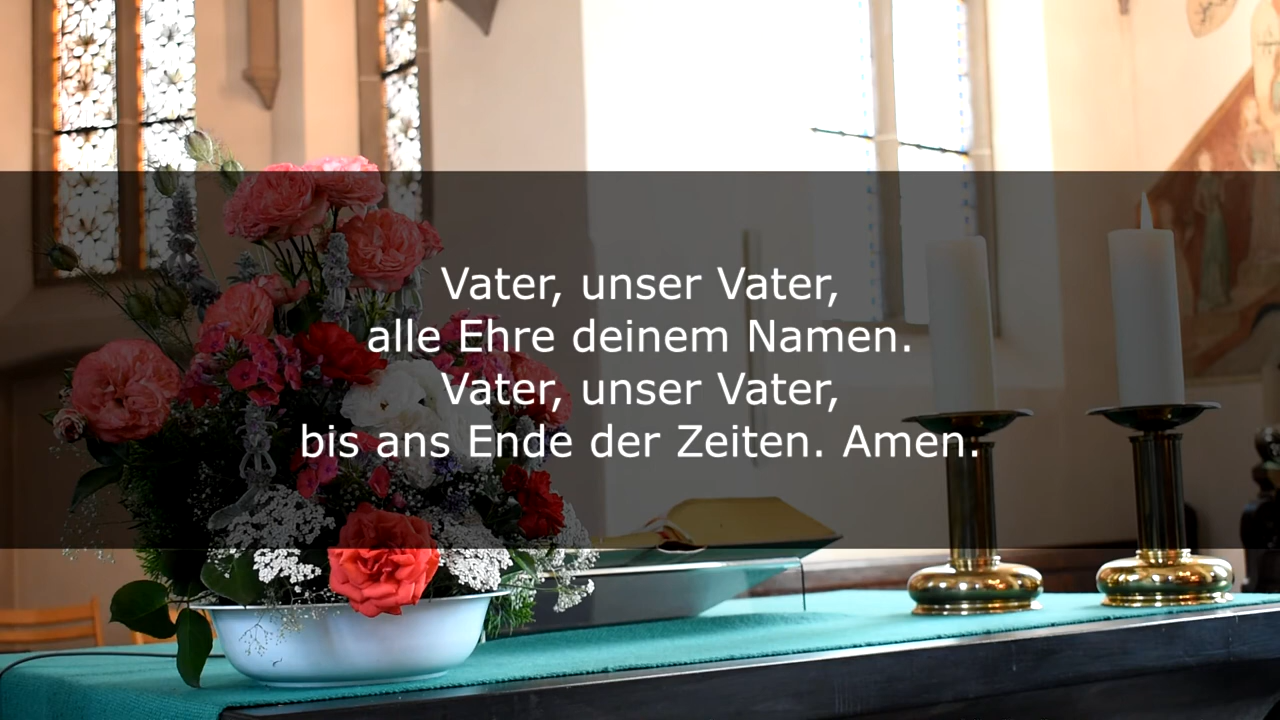 Vater, unser Vater,
alle Ehre deinem Namen.
Vater, unser Vater,
bis ans Ende der Zeiten. Amen.